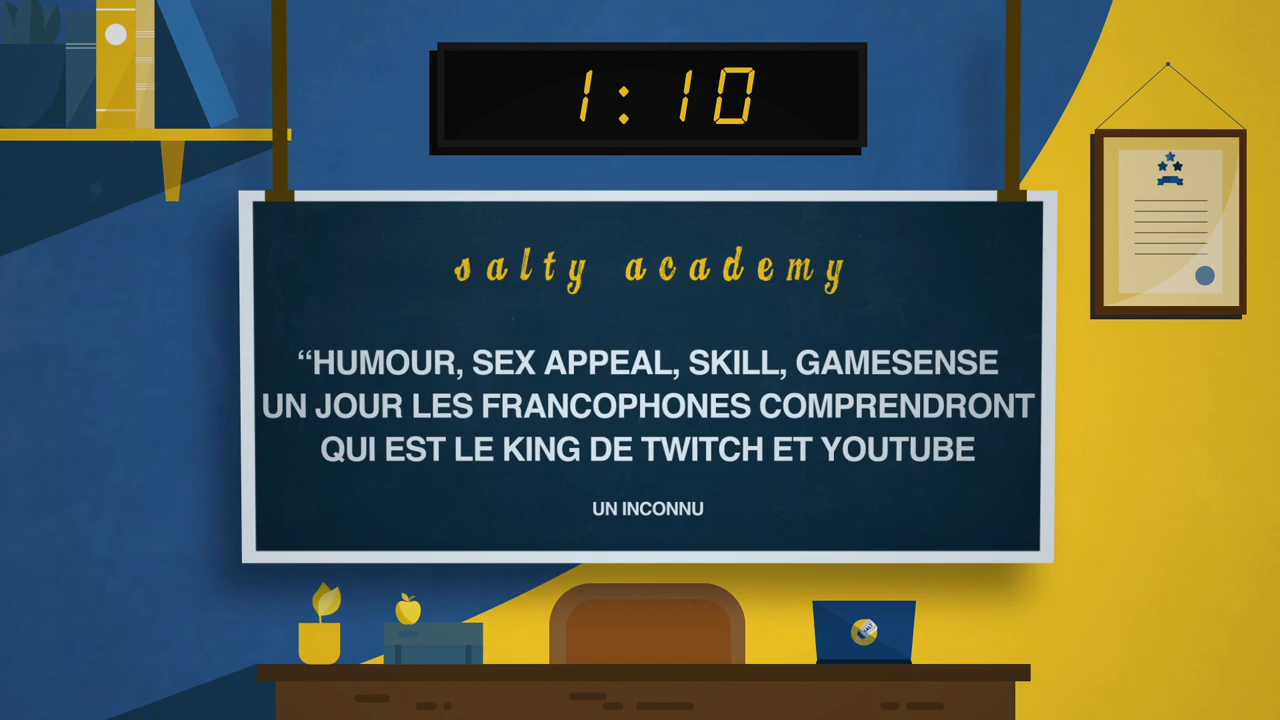 1:10
salty academy
“HUMOUR, SEX APPEAL, SKILL, GAMESENSE
UN JOUR LES FRANCOPHONES COMPRENDRONT
QUI EST LE KING DE TWITCH ET YOUTUBE
UN INCONNU